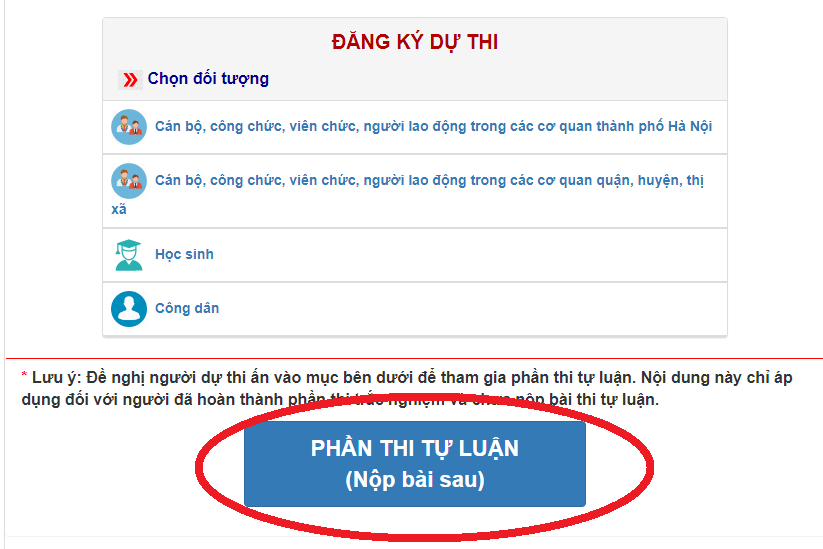 ĐĂNG KÝ DỰ THI
Chọn đối tượng
Cán bộ, công chức, viên chức, người lao động trong các cơ quan thành phố Hà Nội
Cán bộ, công chức, viên chức, người lao động trong các cơ quan quận, huyện, thị
xã
Học sinh
Công dân
* Lưu ý: Đề nghị người dự thi ấn vào mục bên dưới để tham gia phần thi tự luận. Nội dung này chỉ áp
dụng đối với người đã hoàn thành phần thi trắc nghiệm và chưa nộp bài thi tự luận.
PHẦN THI TỰ LUẬN
(Nộp bài sau)